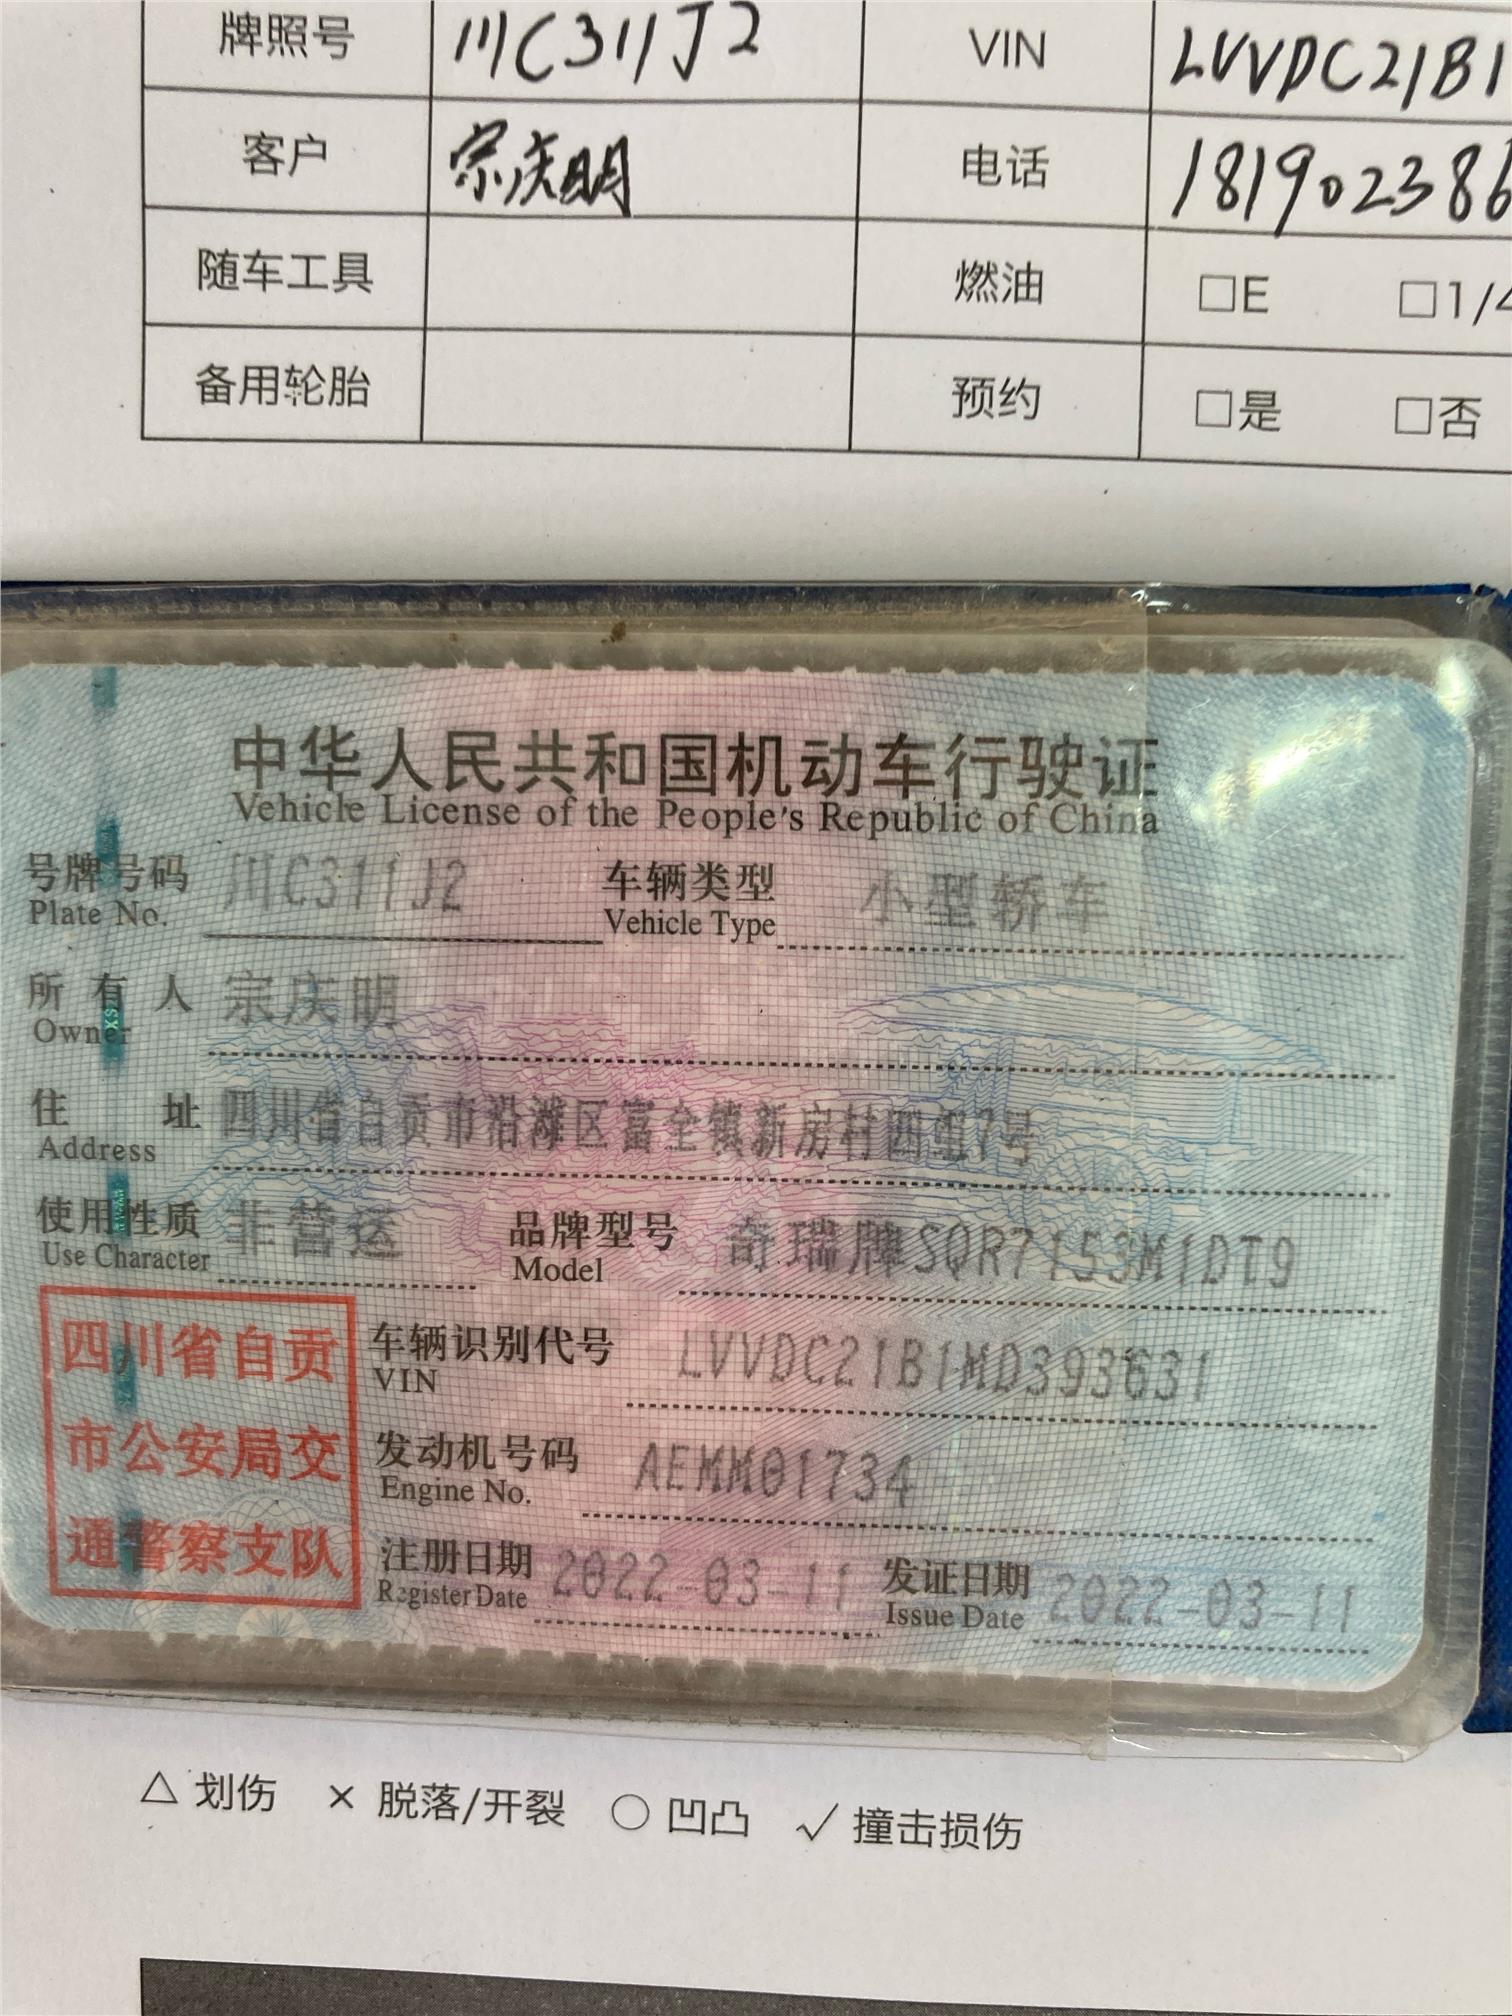 牌照号 川C311J2 VIN LVVDC21B1
客户 宗庆明 电话 181902386
随车工具 燃油 □E □1/4
备用轮胎 预约 □是 □否
中华人民共和国机动车行驶证
Vehicle License of the People's Republic of China
号牌号码 川C311J2 车辆类型 小型轿车
Plate No. Vehicle Type
所有人 宗庆明
Owner
住址 四川省自贡市沿滩区富全镇新房村四组7号
Address
使用性质 非营运 品牌型号 奇瑞牌SQR7153M1DT9
Use Character Model
四川省自贡
市公安局交
通警察支队
车辆识别代号 LVVDC21B1MD393631
VIN
发动机号码 AEMM01734
Engine No.
注册日期 2022-03-11 发证日期 2022-03-11
Register Date Issue Date
△ 划伤 × 脱落/开裂 ○ 凹凸 √ 撞击损伤